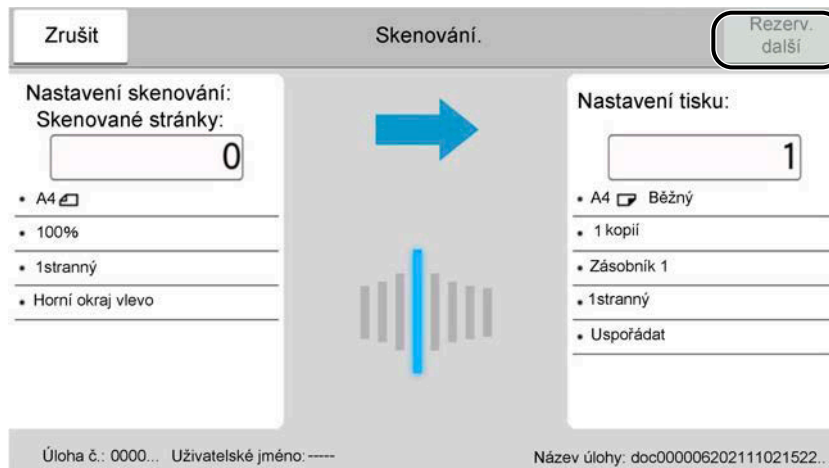 Zrušit
Skenování.
Rezerv.
další
Nastavení skenování:
Skenované stránky:
0
• A4
• 100%
• 1stranný
• Horní okraj vlevo
Nastavení tisku:
1
• A4 Běžný
• 1 kopií
• Zásobník 1
• 1stranný
• Uspořádat
Úloha č.: 0000... Uživatelské jméno: -----
Název úlohy: doc000006202111021522..